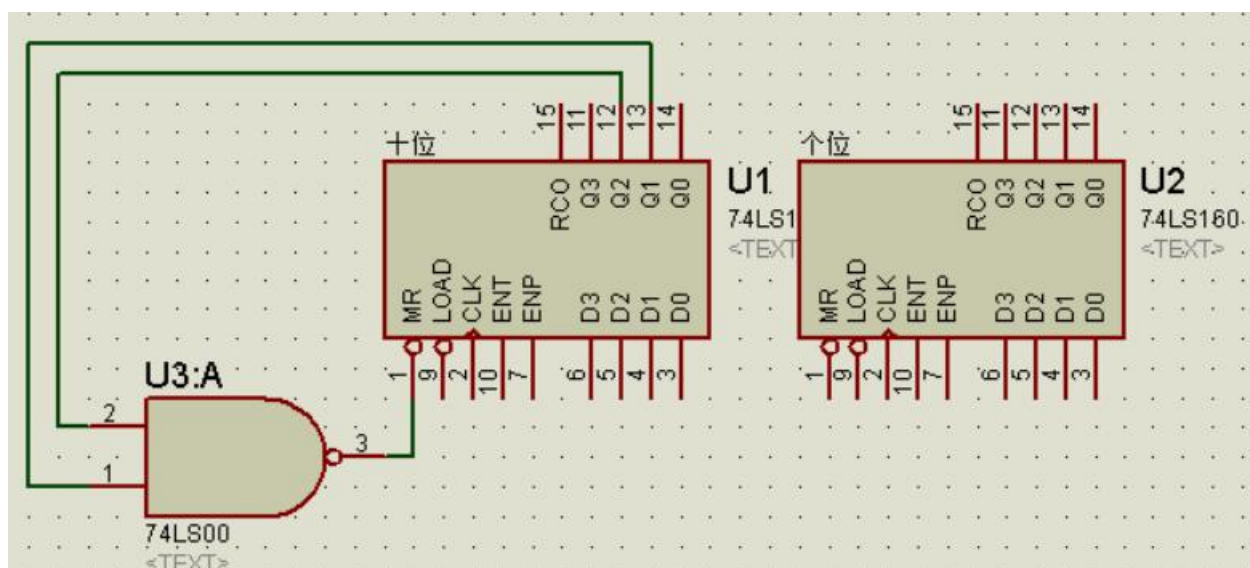 15 11 12 13 14
15 11 12 13 14
十位
个位
RCO Q3 Q2 Q1 Q0
U1
74LS1
<TEXT
RCO Q3 Q2 Q1 Q0
U2
74LS160
<TEXT>
MR LOAD CLK ENT ENP D3 D2 D1 D0
MR LOAD CLK ENT ENP D3 D2 D1 D0
1 9 2 10 7 6 5 4 3
1 9 2 10 7 6 5 4 3
U3:A
2
3
1
74LS00
<TEXT>